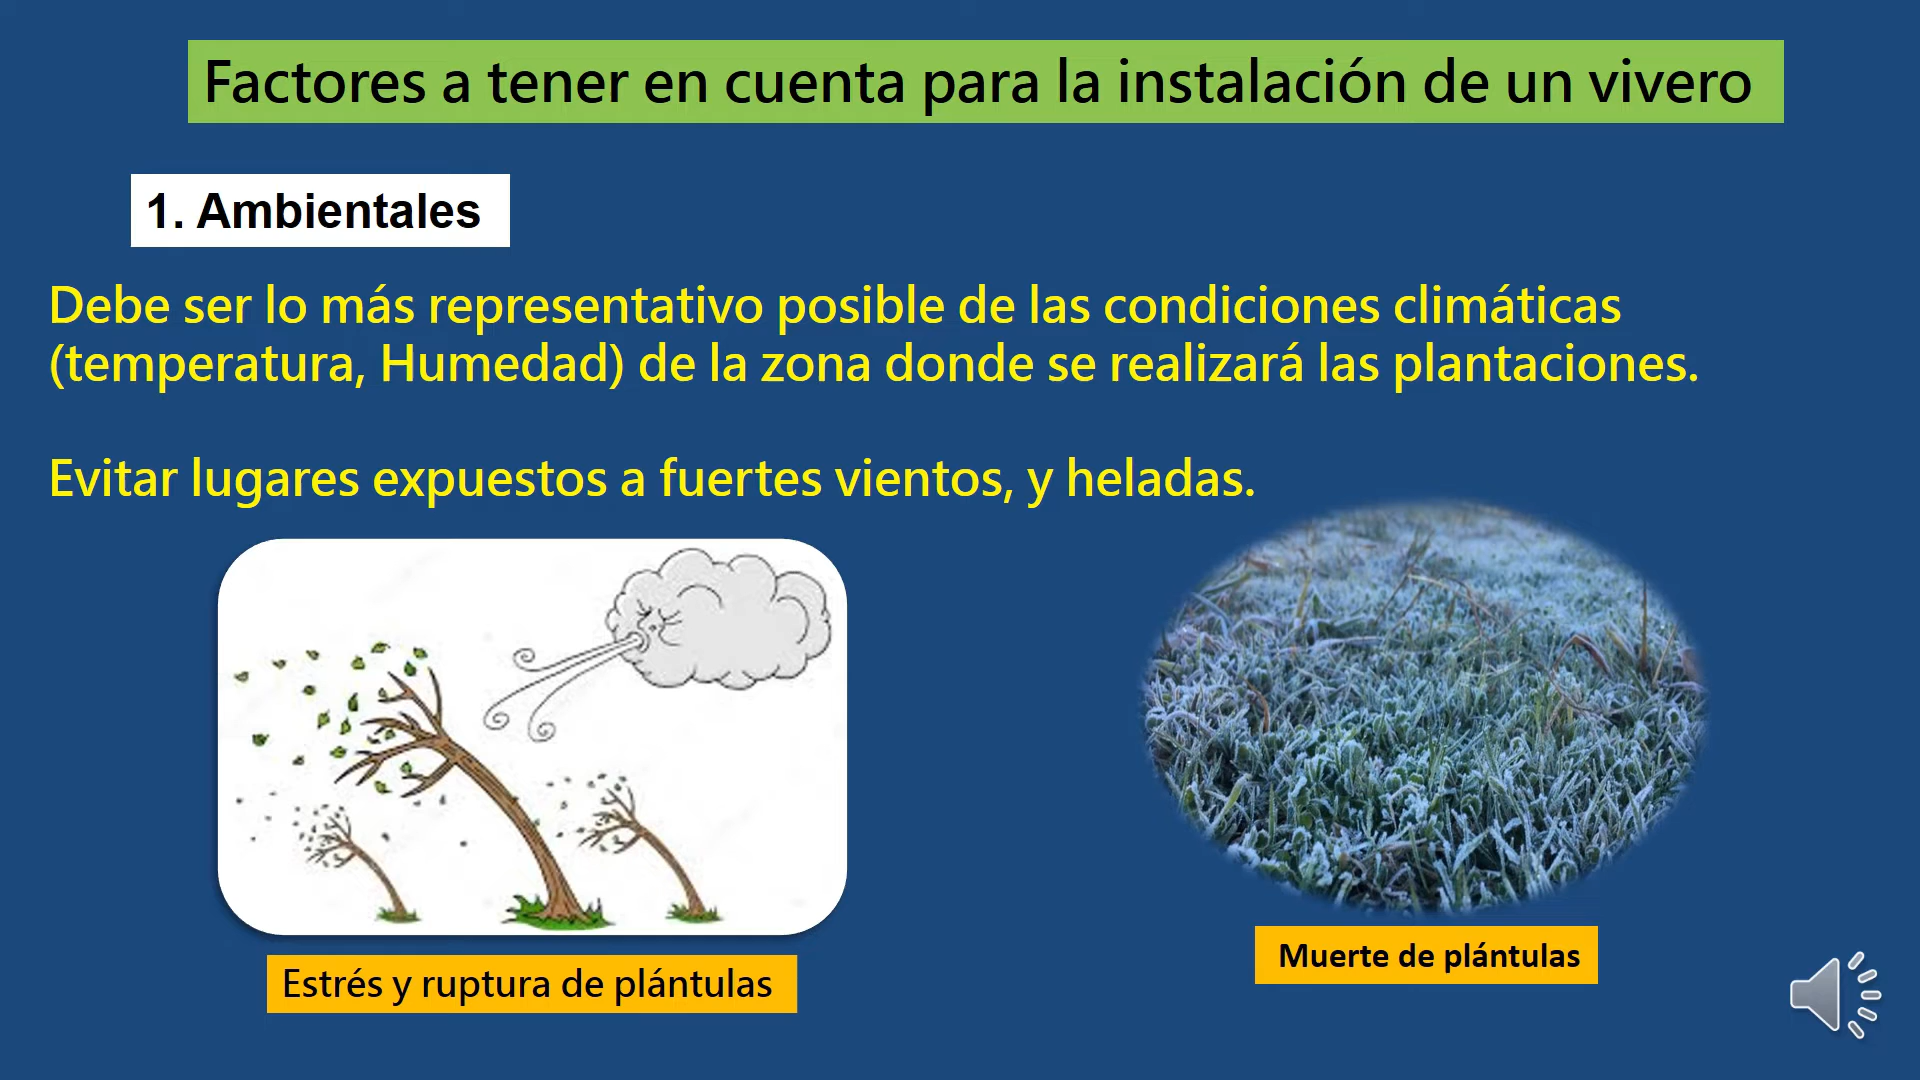 Factores a tener en cuenta para la instalación de un vivero
1. Ambientales
Debe ser lo más representativo posible de las condiciones climáticas
(temperatura, Humedad) de la zona donde se realizará las plantaciones.
Evitar lugares expuestos a fuertes vientos, y heladas.
Estrés y ruptura de plántulas
Muerte de plántulas